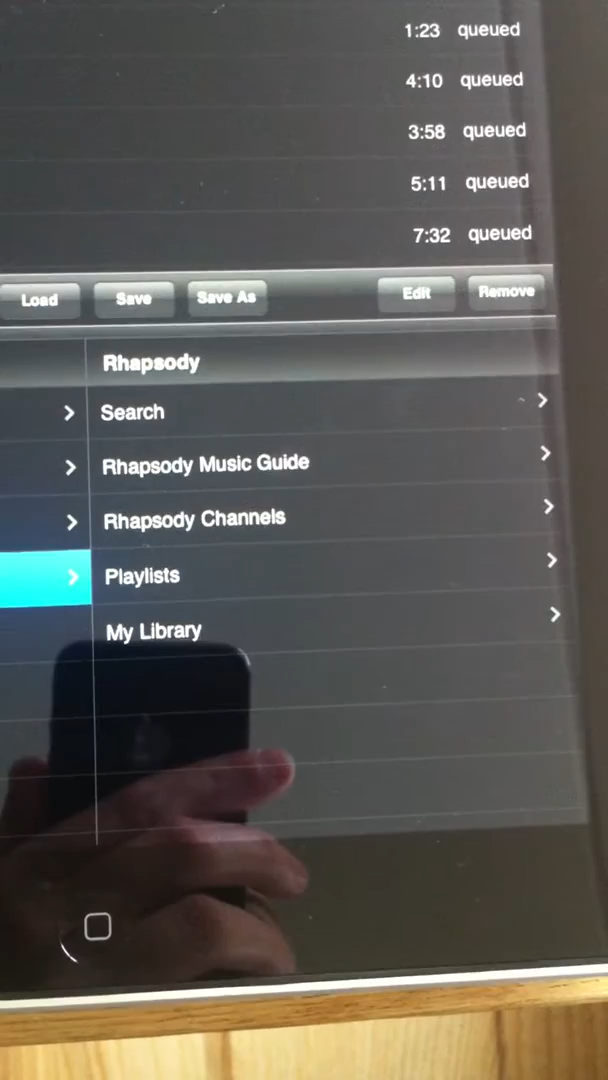 1:23 queued
4:10 queued
3:58 queued
5:11 queued
7:32 queued
Load Save Save As Edit Remove
Rhapsody
Search
Rhapsody Music Guide
Rhapsody Channels
Playlists
My Library